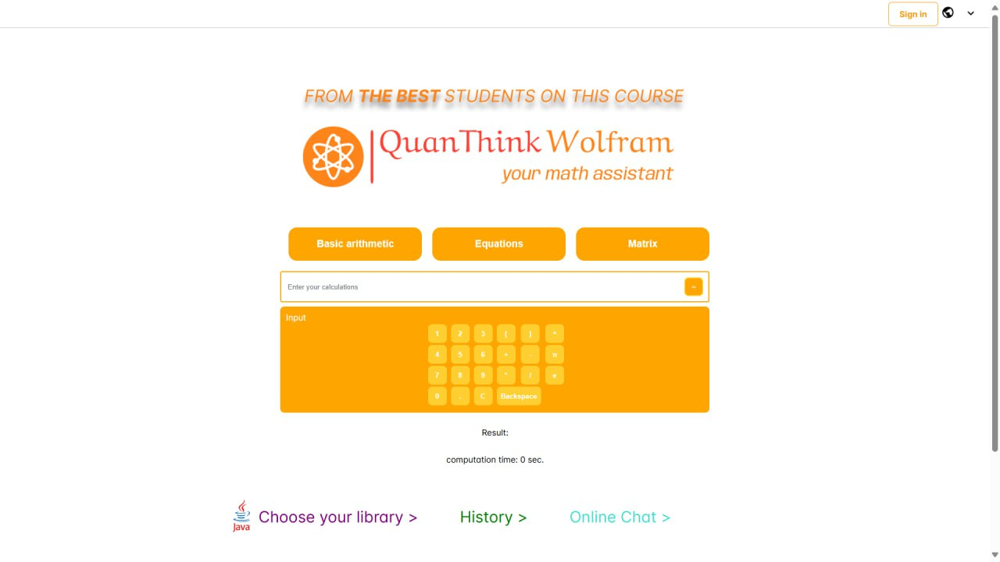 Sign in
FROM THE BEST STUDENTS ON THIS COURSE
QuanThink Wolfram
your math assistant
Basic arithmetic Equations Matrix
Enter your calculations =
Input
1 2 3 ( ) ^
4 5 6 + -
7 8 9 * / e
0 . C Backspace
Result:
computation time: 0 sec.
Java Choose your library > History > Online Chat >